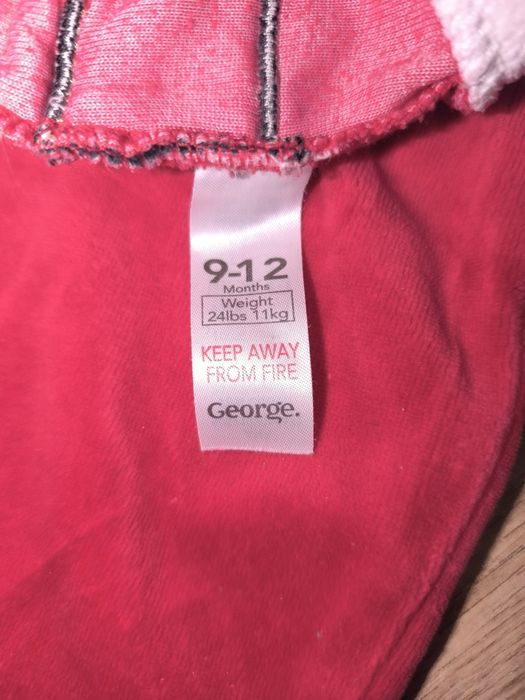 9-12
Months
Weight
24lbs 11kg
KEEP AWAY
FROM FIRE
George.